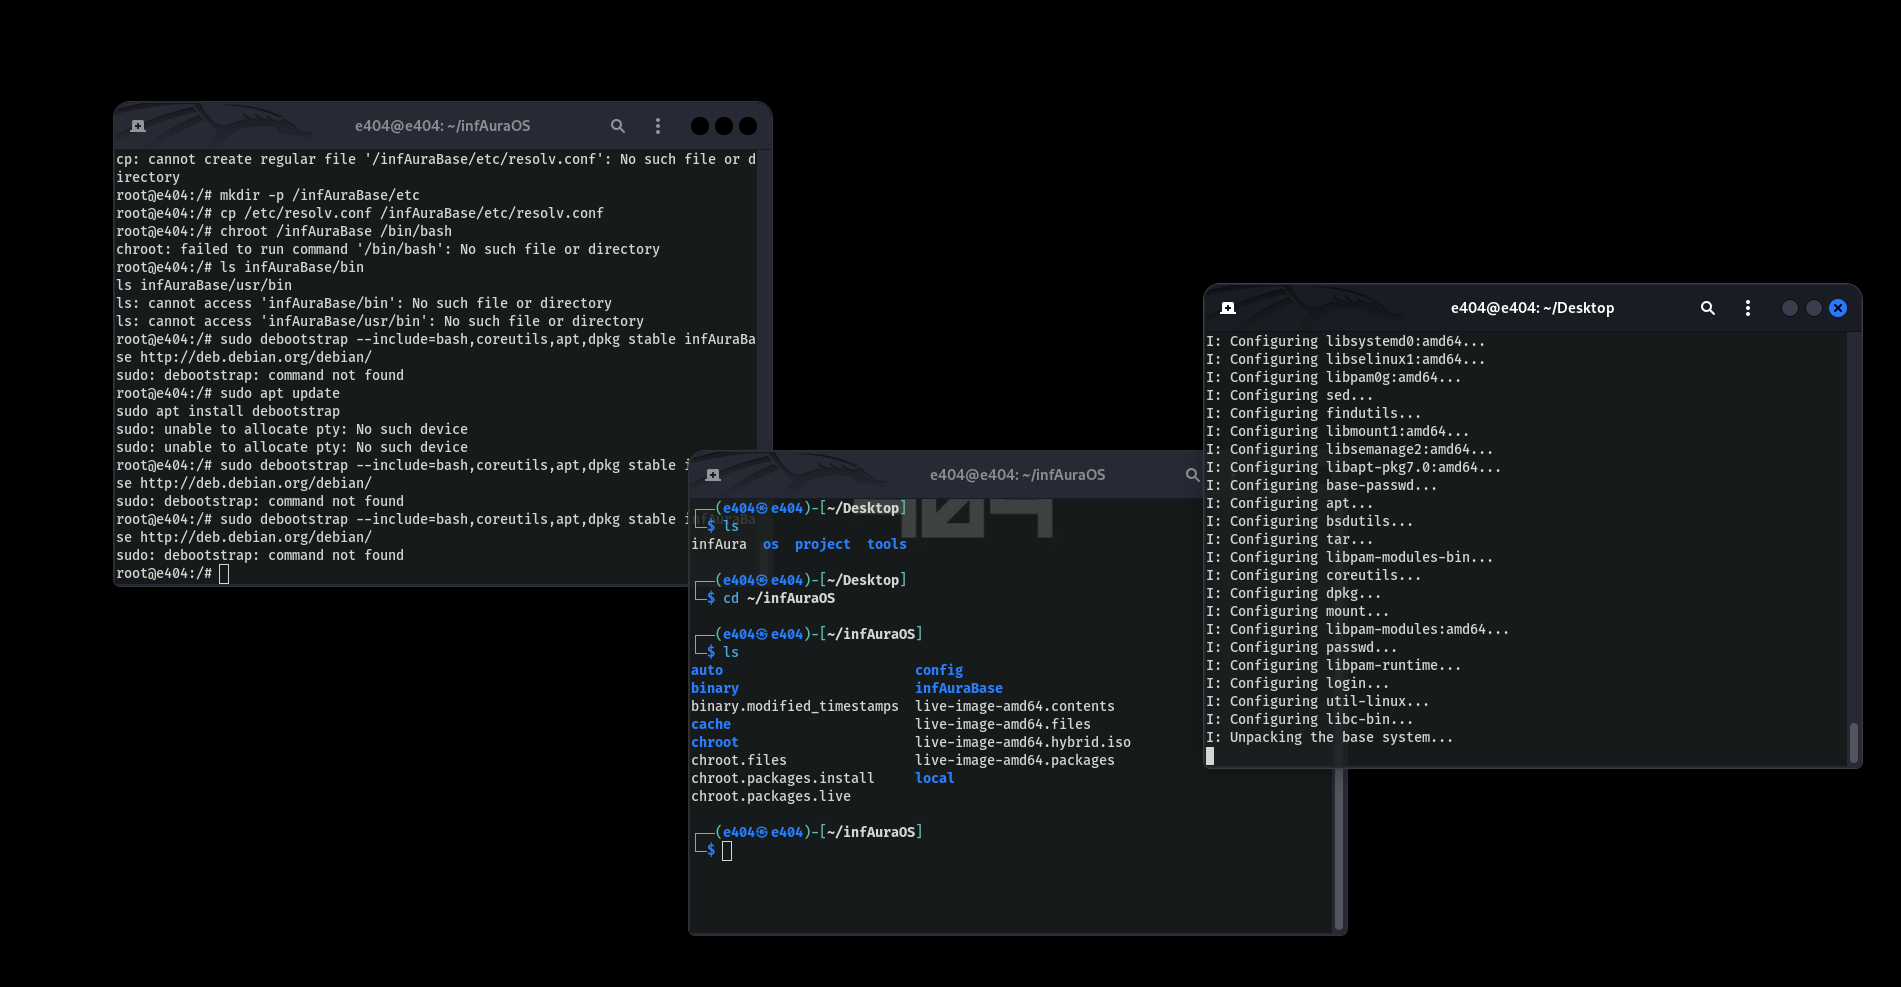 e404@e404: ~/infAuraOS
cp: cannot create regular file '/infAuraBase/etc/resolv.conf': No such file or d
irectory
root@e404:/# mkdir -p /infAuraBase/etc
root@e404:/# cp /etc/resolv.conf /infAuraBase/etc/resolv.conf
root@e404:/# chroot /infAuraBase /bin/bash
chroot: failed to run command '/bin/bash': No such file or directory
root@e404:/# ls infAuraBase/bin
ls infAuraBase/usr/bin
ls: cannot access 'infAuraBase/bin': No such file or directory
ls: cannot access 'infAuraBase/usr/bin': No such file or directory
root@e404:/# sudo debootstrap --include=bash,coreutils,apt,dpkg stable infAuraBa
se http://deb.debian.org/debian/
sudo: debootstrap: command not found
root@e404:/# sudo apt update
sudo apt install debootstrap
sudo: unable to allocate pty: No such device
sudo: unable to allocate pty: No such device
root@e404:/# sudo debootstrap --include=bash,coreutils,apt,dpkg stable i
se http://deb.debian.org/debian/
sudo: debootstrap: command not found
root@e404:/# sudo debootstrap --include=bash,coreutils,apt,dpkg stable infAuraBa
se http://deb.debian.org/debian/
sudo: debootstrap: command not found
root@e404:/#
e404@e404: ~/infAuraOS
┌──(e404㉿e404)-[~/Desktop]
└─$ ls
infAura  os  project  tools
┌──(e404㉿e404)-[~/Desktop]
└─$ cd ~/infAuraOS
┌──(e404㉿e404)-[~/infAuraOS]
└─$ ls
auto                        config
binary                      infAuraBase
binary.modified_timestamps  live-image-amd64.contents
cache                       live-image-amd64.files
chroot                      live-image-amd64.hybrid.iso
chroot.files                live-image-amd64.packages
chroot.packages.install     local
chroot.packages.live
┌──(e404㉿e404)-[~/infAuraOS]
└─$
e404@e404: ~/Desktop
I: Configuring libsystemd0:amd64...
I: Configuring libselinux1:amd64...
I: Configuring libpam0g:amd64...
I: Configuring sed...
I: Configuring findutils...
I: Configuring libmount1:amd64...
I: Configuring libsemanage2:amd64...
I: Configuring libapt-pkg7.0:amd64...
I: Configuring base-passwd...
I: Configuring apt...
I: Configuring bsdutils...
I: Configuring tar...
I: Configuring libpam-modules-bin...
I: Configuring coreutils...
I: Configuring dpkg...
I: Configuring mount...
I: Configuring libpam-modules:amd64...
I: Configuring passwd...
I: Configuring libpam-runtime...
I: Configuring login...
I: Configuring util-linux...
I: Configuring libc-bin...
I: Unpacking the base system...